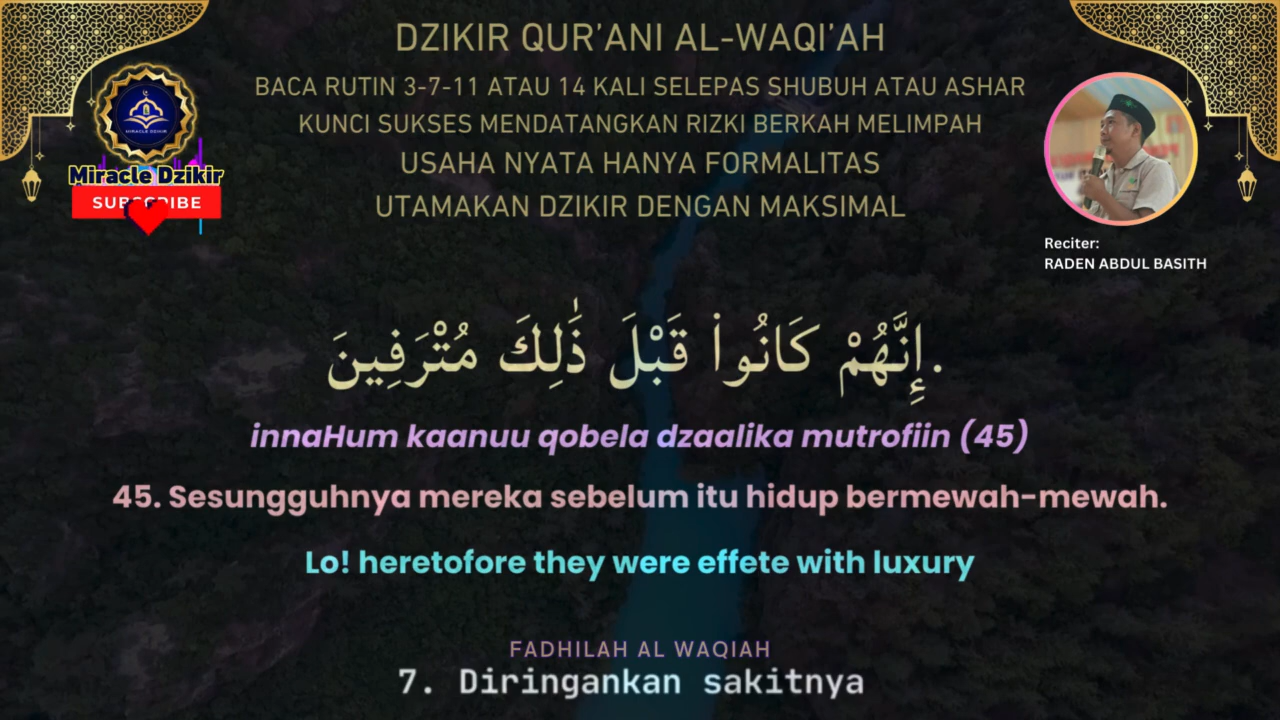 DZIKIR QUR'ANI AL-WAQI'AH
BACA RUTIN 3-7-11 ATAU 14 KALI SELEPAS SHUBUH ATAU ASHAR
KUNCI SUKSES MENDATANGKAN RIZKI BERKAH MELIMPAH
USAHA NYATA HANYA FORMALITAS
UTAMAKAN DZIKIR DENGAN MAKSIMAL
MIRACLE DZIKIR
Miracle Dzikir
SUBSCRIBE
Reciter:
RADEN ABDUL BASITH
.إِنَّهُمْ كَانُوا۟ قَبْلَ ذَٰلِكَ مُتْرَفِينَ
innaHum kaanuu qobela dzaalika mutrofiin (45)
45. Sesungguhnya mereka sebelum itu hidup bermewah-mewah.
Lo! heretofore they were effete with luxury
FADHILAH AL WAQIAH
7. Diringankan sakitnya